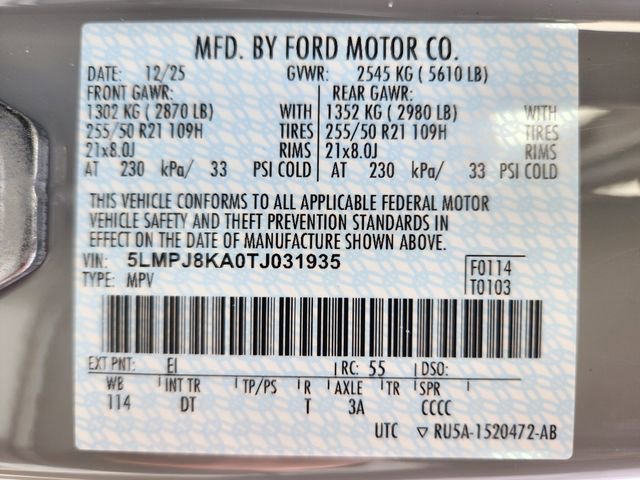 MFD. BY FORD MOTOR CO.
DATE: 12/25 GVWR: 2545 KG ( 5610 LB)
FRONT GAWR: REAR GAWR:
1302 KG ( 2870 LB) WITH 1352 KG ( 2980 LB) WITH
255/50 R21 109H TIRES 255/50 R21 109H TIRES
21x8.0J RIMS 21x8.0J RIMS
AT 230 kPa/ 33 PSI COLD AT 230 kPa/ 33 PSI COLD
THIS VEHICLE CONFORMS TO ALL APPLICABLE FEDERAL MOTOR
VEHICLE SAFETY AND THEFT PREVENTION STANDARDS IN
EFFECT ON THE DATE OF MANUFACTURE SHOWN ABOVE.
VIN: 5LMPJ8KA0TJ031935 F0114
TYPE: MPV T0103
EXT PNT: EI RC: 55 DSO:
WB INT TR TP/PS R AXLE TR SPR
114 DT T 3A CCCC
UTC ▽ RU5A-1520472-AB